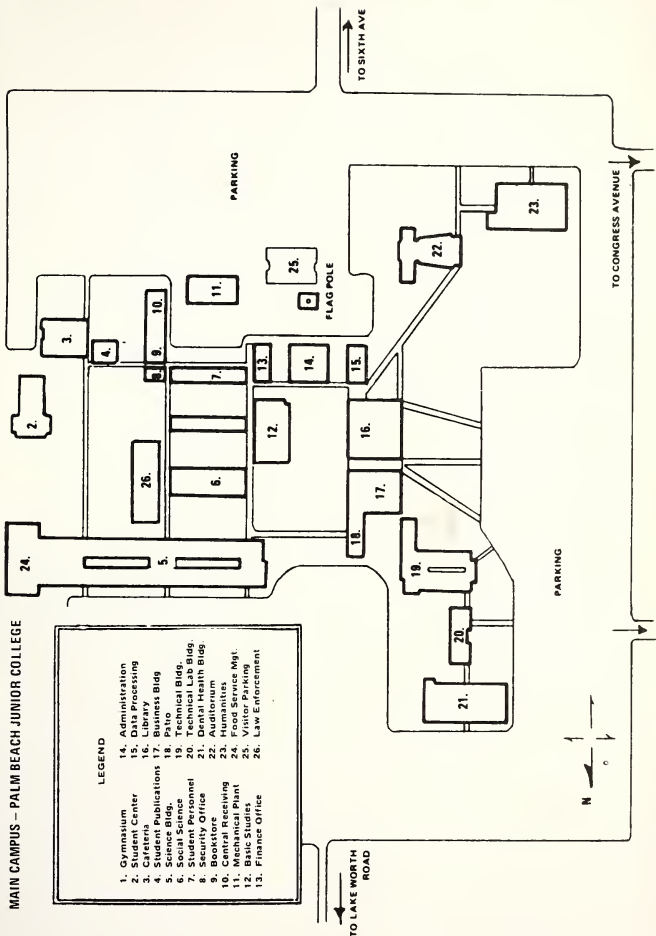 MAIN CAMPUS – PALM BEACH JUNIOR COLLEGE
LEGEND
1. Gymnasium
2. Student Center
3. Cafeteria
4. Student Publications
5. Science Bldg.
6. Social Science
7. Student Personnel
8. Security Office
9. Bookstore
10. Central Receiving
11. Mechanical Plant
12. Basic Studies
13. Finance Office
14. Administration
15. Data Processing
16. Library
17. Business Bldg
18. Patio
19. Technical Bldg.
20. Technical Lab Bldg.
21. Dental Health Bldg.
22. Auditorium
23. Humanities
24. Food Service Mgt.
25. Visitor Parking
26. Law Enforcement
24.
2.
3.
4.
26.
8.
9.
10.
5.
6.
7.
11.
PARKING
25.
FLAG POLE
12.
13.
14.
15.
18.
17.
16.
22.
23.
19.
20.
21.
PARKING
N
TO SIXTH AVE
TO CONGRESS AVENUE
TO LAKE WORTH
ROAD